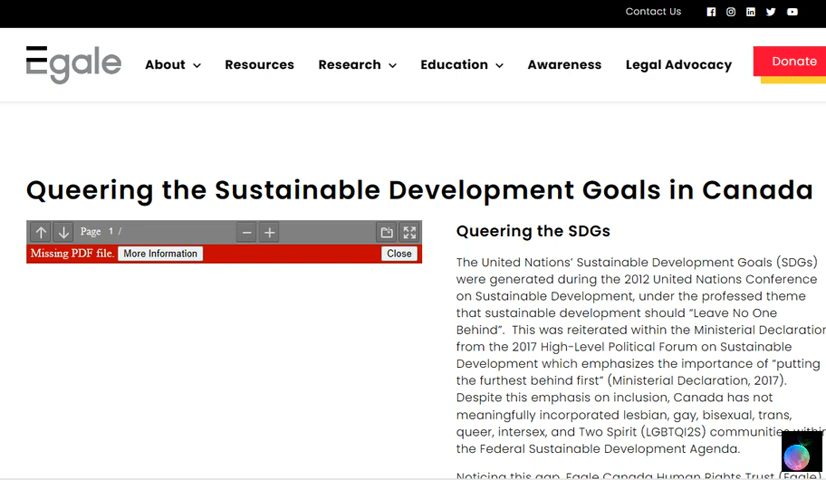 Contact Us
Egale
About
Resources
Research
Education
Awareness
Legal Advocacy
Donate
Queering the Sustainable Development Goals in Canada
Page 1 /
Missing PDF file. More Information Close
Queering the SDGs
The United Nations’ Sustainable Development Goals (SDGs)
were generated during the 2012 United Nations Conference
on Sustainable Development, under the professed theme
that sustainable development should “Leave No One
Behind”. This was reiterated within the Ministerial Declaration
from the 2017 High-Level Political Forum on Sustainable
Development which emphasizes the importance of “putting
the furthest behind first” (Ministerial Declaration, 2017).
Despite this emphasis on inclusion, Canada has not
meaningfully incorporated lesbian, gay, bisexual, trans,
queer, intersex, and Two Spirit (LGBTQI2S) communities within
the Federal Sustainable Development Agenda.
Noticing this gap, Egale Canada Human Rights Trust (Egale)